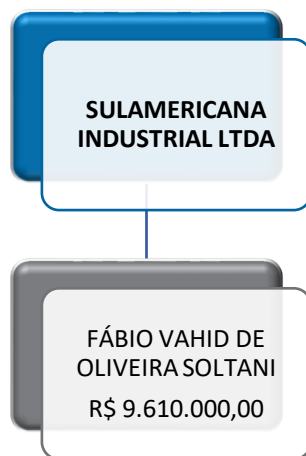 SULAMERICANA
INDUSTRIAL LTDA
FÁBIO VAHID DE
OLIVEIRA SOLTANI
R$ 9.610.000,00